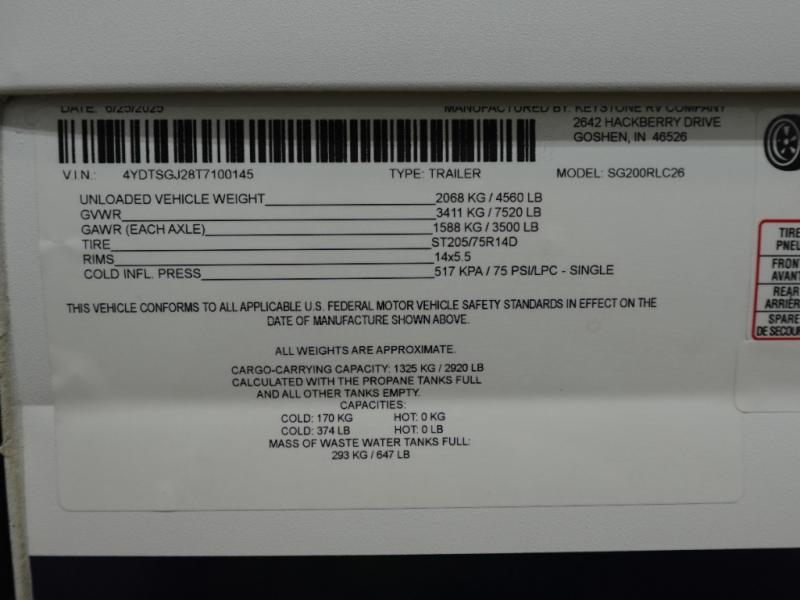 DATE: 6/25/2025 MANUFACTURED BY: KEYSTONE RV COMPANY
2642 HACKBERRY DRIVE
GOSHEN, IN 46526
V.I.N.: 4YDTSGJ28T7100145 TYPE: TRAILER MODEL: SG200RLC26
UNLOADED VEHICLE WEIGHT 2068 KG / 4560 LB
GVWR 3411 KG / 7520 LB
GAWR (EACH AXLE) 1588 KG / 3500 LB
TIRE ST205/75R14D
RIMS 14x5.5
COLD INFL. PRESS 517 KPA / 75 PSI/LPC - SINGLE
THIS VEHICLE CONFORMS TO ALL APPLICABLE U.S. FEDERAL MOTOR VEHICLE SAFETY STANDARDS IN EFFECT ON THE
DATE OF MANUFACTURE SHOWN ABOVE.
ALL WEIGHTS ARE APPROXIMATE.
CARGO-CARRYING CAPACITY: 1325 KG / 2920 LB
CALCULATED WITH THE PROPANE TANKS FULL
AND ALL OTHER TANKS EMPTY.
CAPACITIES:
COLD: 170 KG HOT: 0 KG
COLD: 374 LB HOT: 0 LB
MASS OF WASTE WATER TANKS FULL:
293 KG / 647 LB
TIRE
PNEU
FRONT
AVANT
REAR
ARRIÈRE
SPARE
DE SECOURS